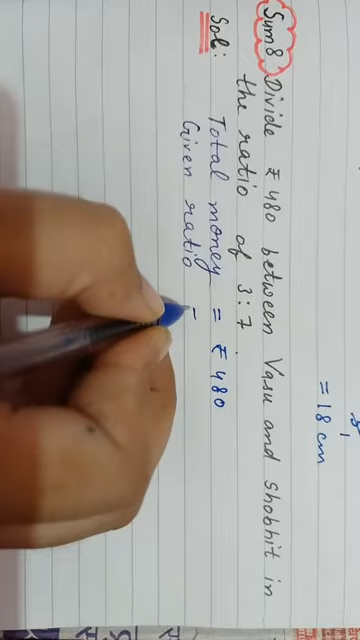 Sum 8 Divide ₹ 480 between Vasu and Shobhit in
the ratio of 3:7.
Sol: Total money = ₹ 480
Given ratio =
= 18 cm